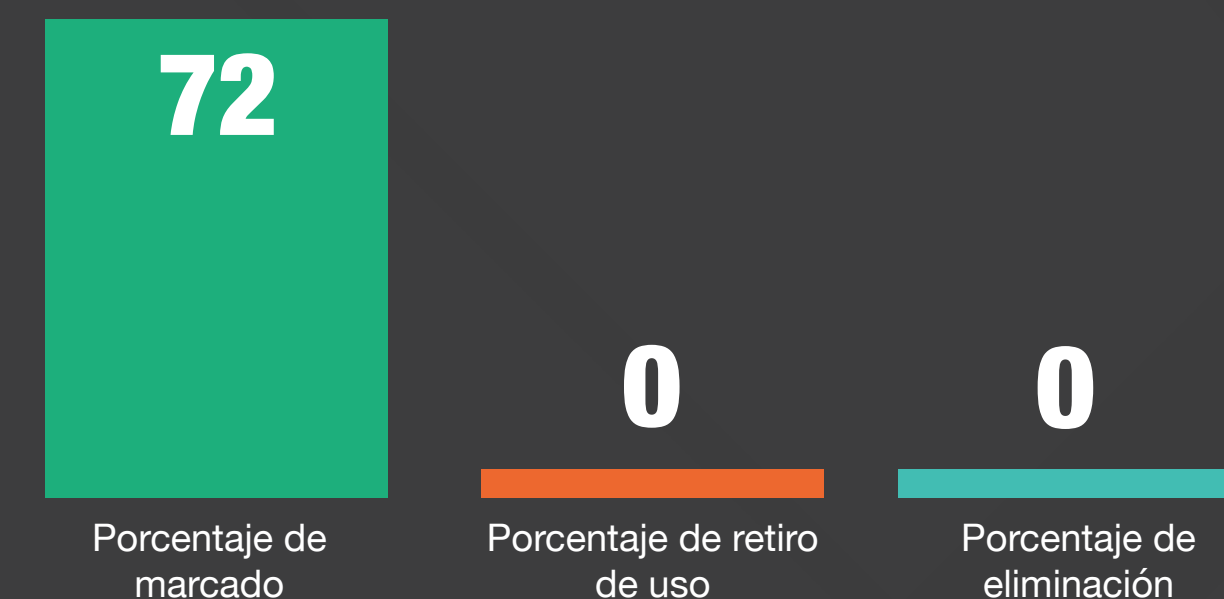 72
0
0
Porcentaje de
marcado
Porcentaje de retiro
de uso
Porcentaje de
eliminación